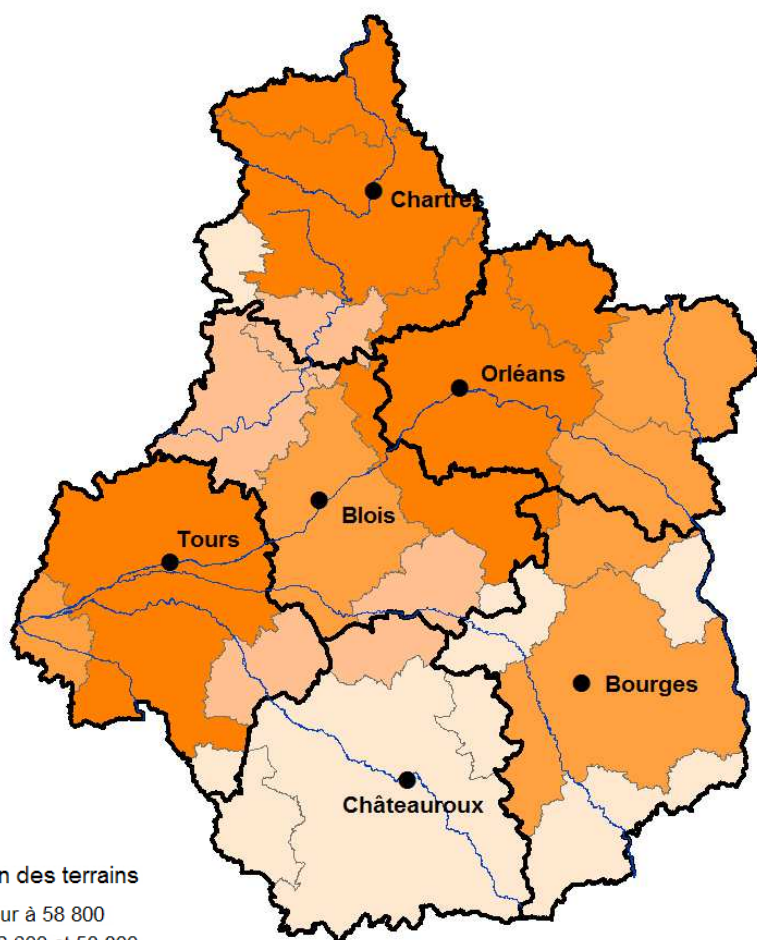 Chartres
Orléans
Blois
Tours
Bourges
Châteauroux
n des terrains
ur à 58 800